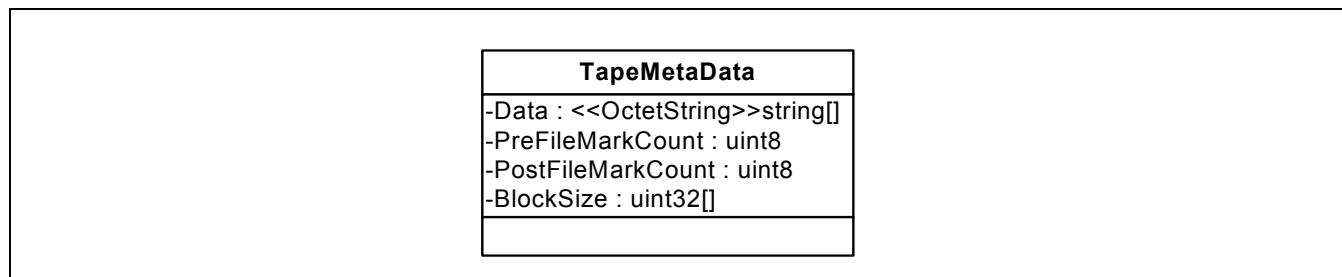 TapeMetaData
-Data : <<OctetString>>string[]
-PreFileMarkCount : uint8
-PostFileMarkCount : uint8
-BlockSize : uint32[]